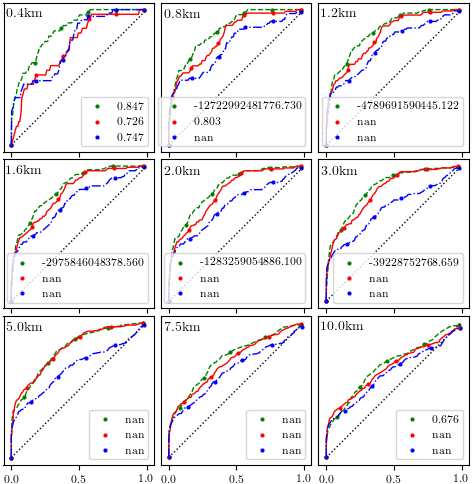 0.4km
0.847
0.726
0.747
0.8km
-12722992481776.730
0.803
nan
1.2km
-4789691590445.122
nan
nan
1.6km
-2975846048378.560
nan
nan
2.0km
-1283259054886.100
nan
nan
3.0km
-39228752768.659
nan
nan
5.0km
nan
nan
nan
7.5km
nan
nan
nan
10.0km
0.676
nan
nan
0.0 0.5 1.0 0.0 0.5 1.0 0.0 0.5 1.0